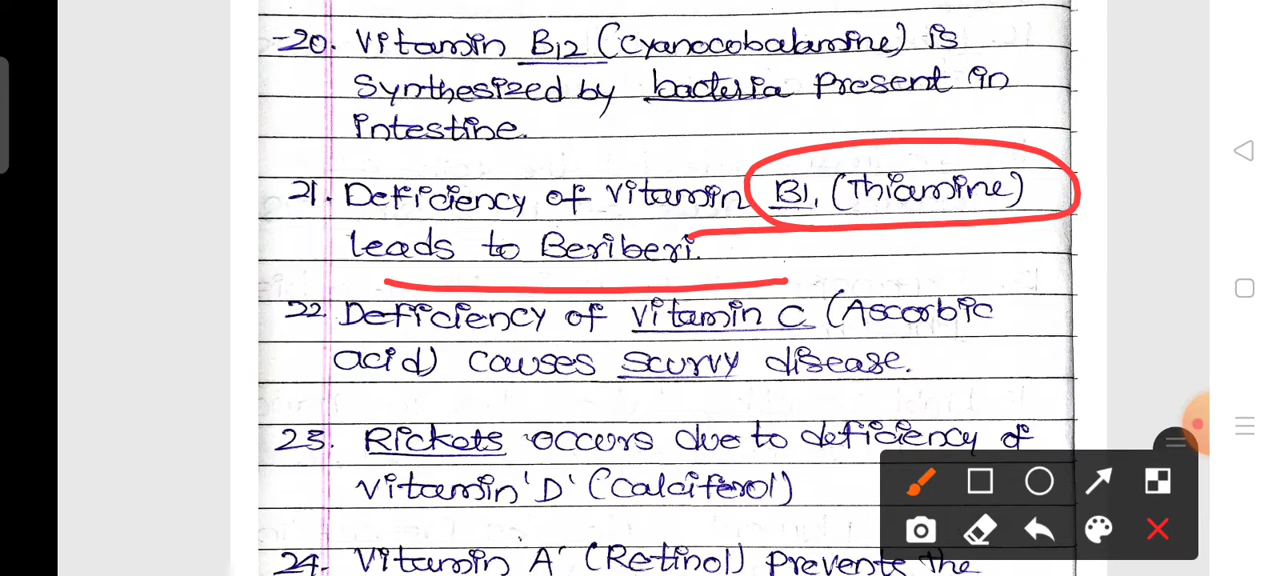 20. Vitamin B12 (cyanocobalamine) is
Synthesized by bacteria present in
intestine.
21. Deficiency of vitamin B1, (Thiamine)
leads to Beriberi.
22 Deficiency of vitamin C (Ascorbic
acid) causes scurvy disease.
23. Rickets occurs due to deficiency of
vitamin 'D' (calciferol)
24. Vitamin A' (Retinol) prevents the